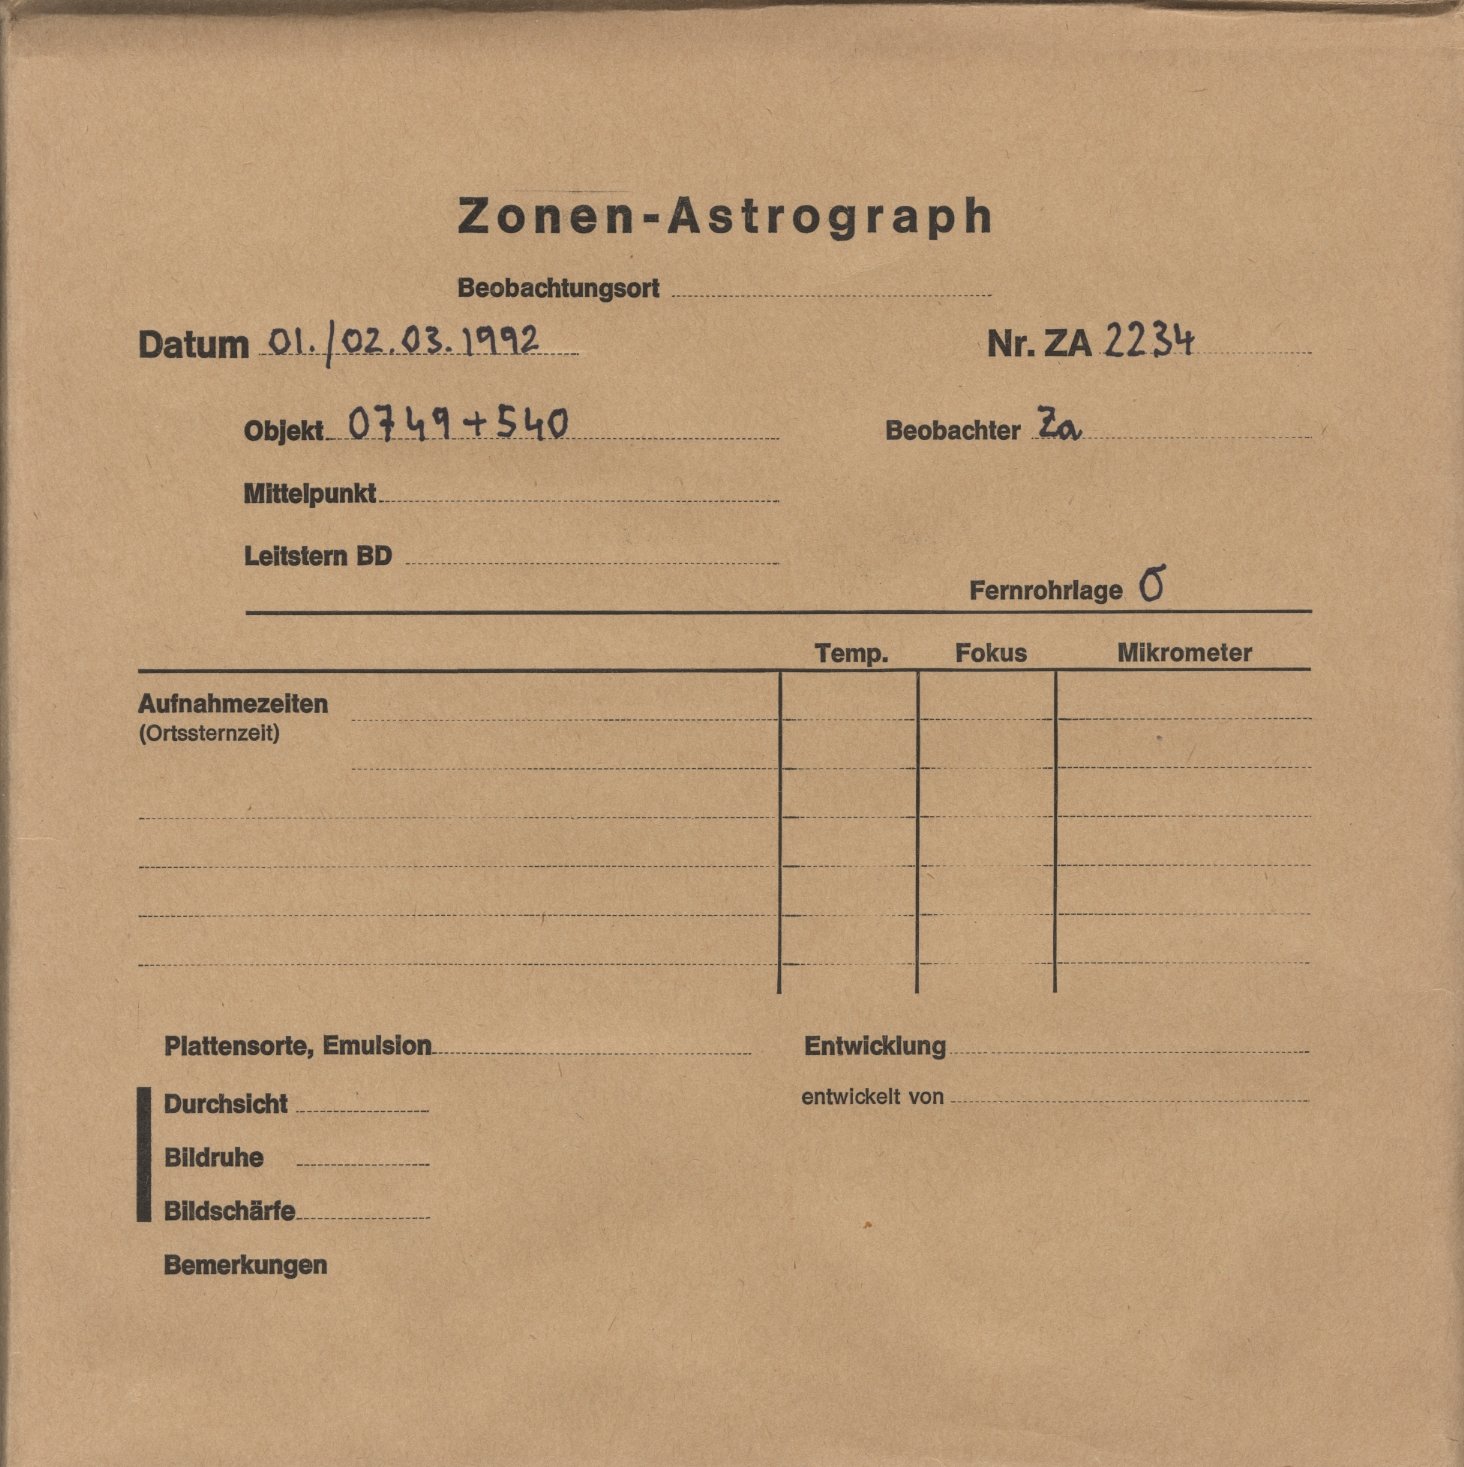 Zonen-Astrograph
Beobachtungsort
Datum 01./02.03.1992 Nr. ZA 2234
Objekt 0749+540 Beobachter Za
Mittelpunkt
Leitstern BD
Fernrohrlage O
Temp. Fokus Mikrometer
Aufnahmezeiten
(Ortssternzeit)
Plattensorte, Emulsion Entwicklung
Durchsicht entwickelt von
Bildruhe
Bildschärfe
Bemerkungen